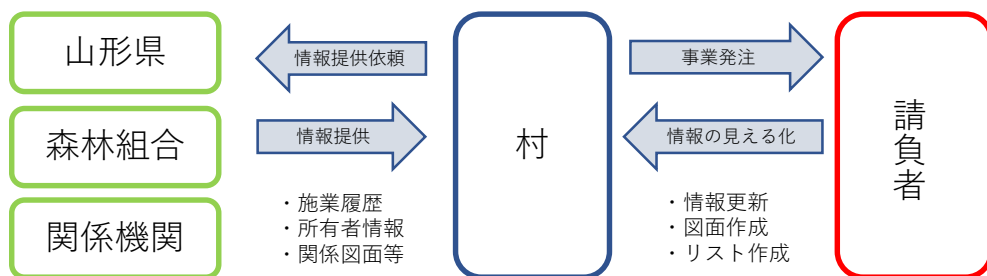 山形県
森林組合
関係機関
情報提供依頼
情報提供
・施業履歴
・所有者情報
・関係図面等
村
事業発注
情報の見える化
・情報更新
・図面作成
・リスト作成
請負者